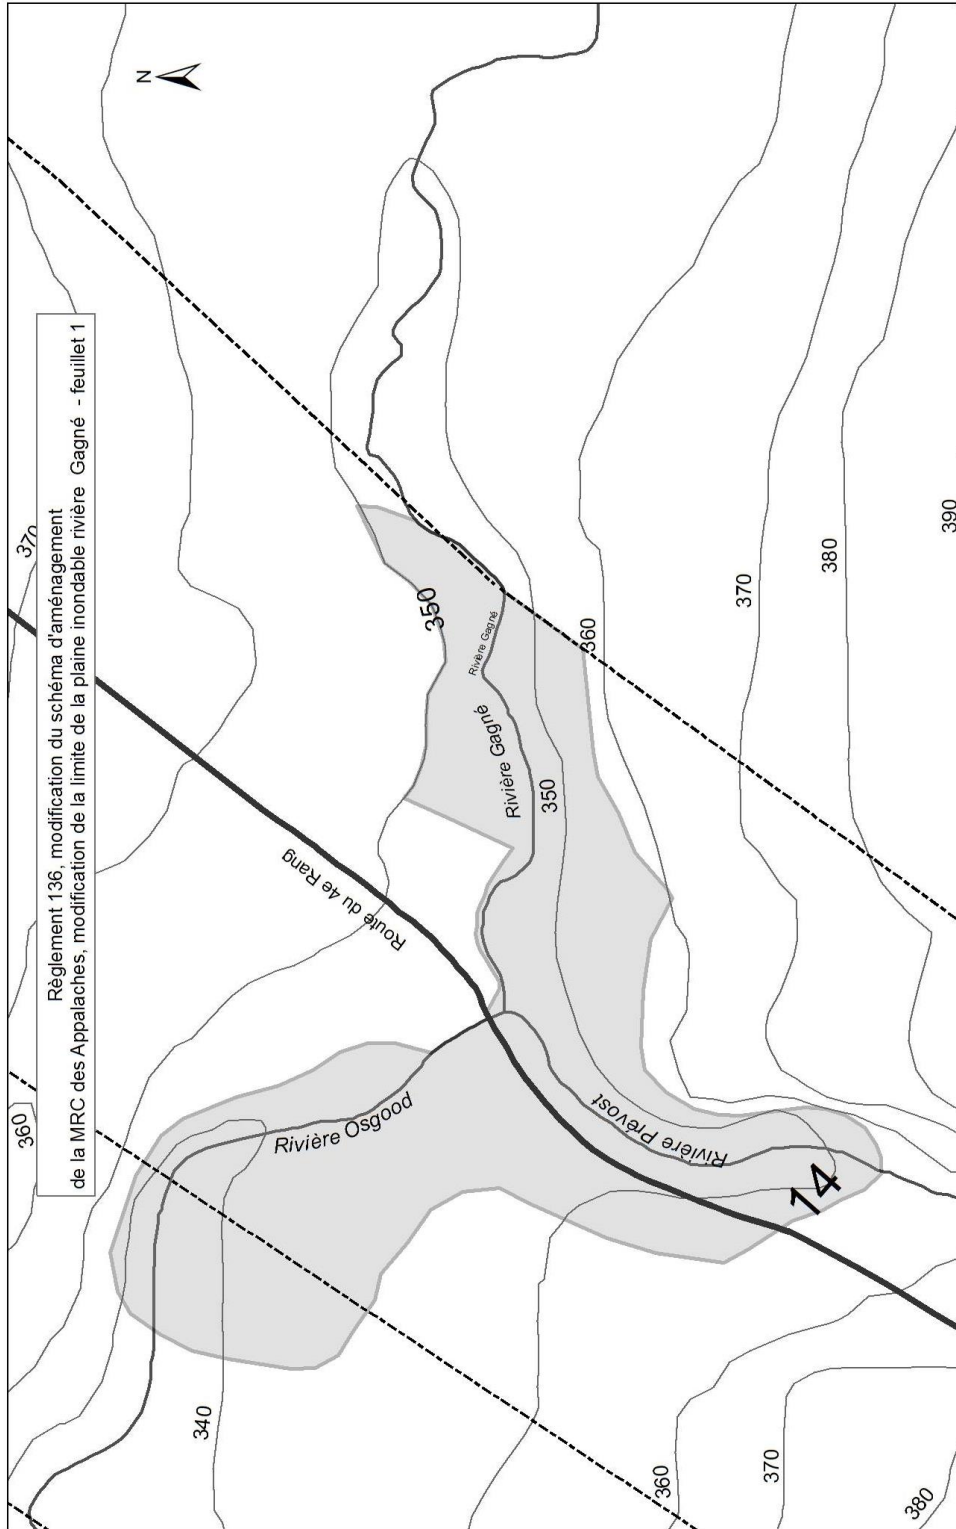 Règlement 136, modification du schéma d'aménagement
de la MRC des Appalaches, modification de la limite de la plaine inondable rivière Gagné - feuillet 1
N
370
360
350
Rivière Gagné
Rivière Gagné
350
360
370
380
390
Route du 4e Rang
Rivière Osgood
Rivière Prévost
14
340
360
370
380